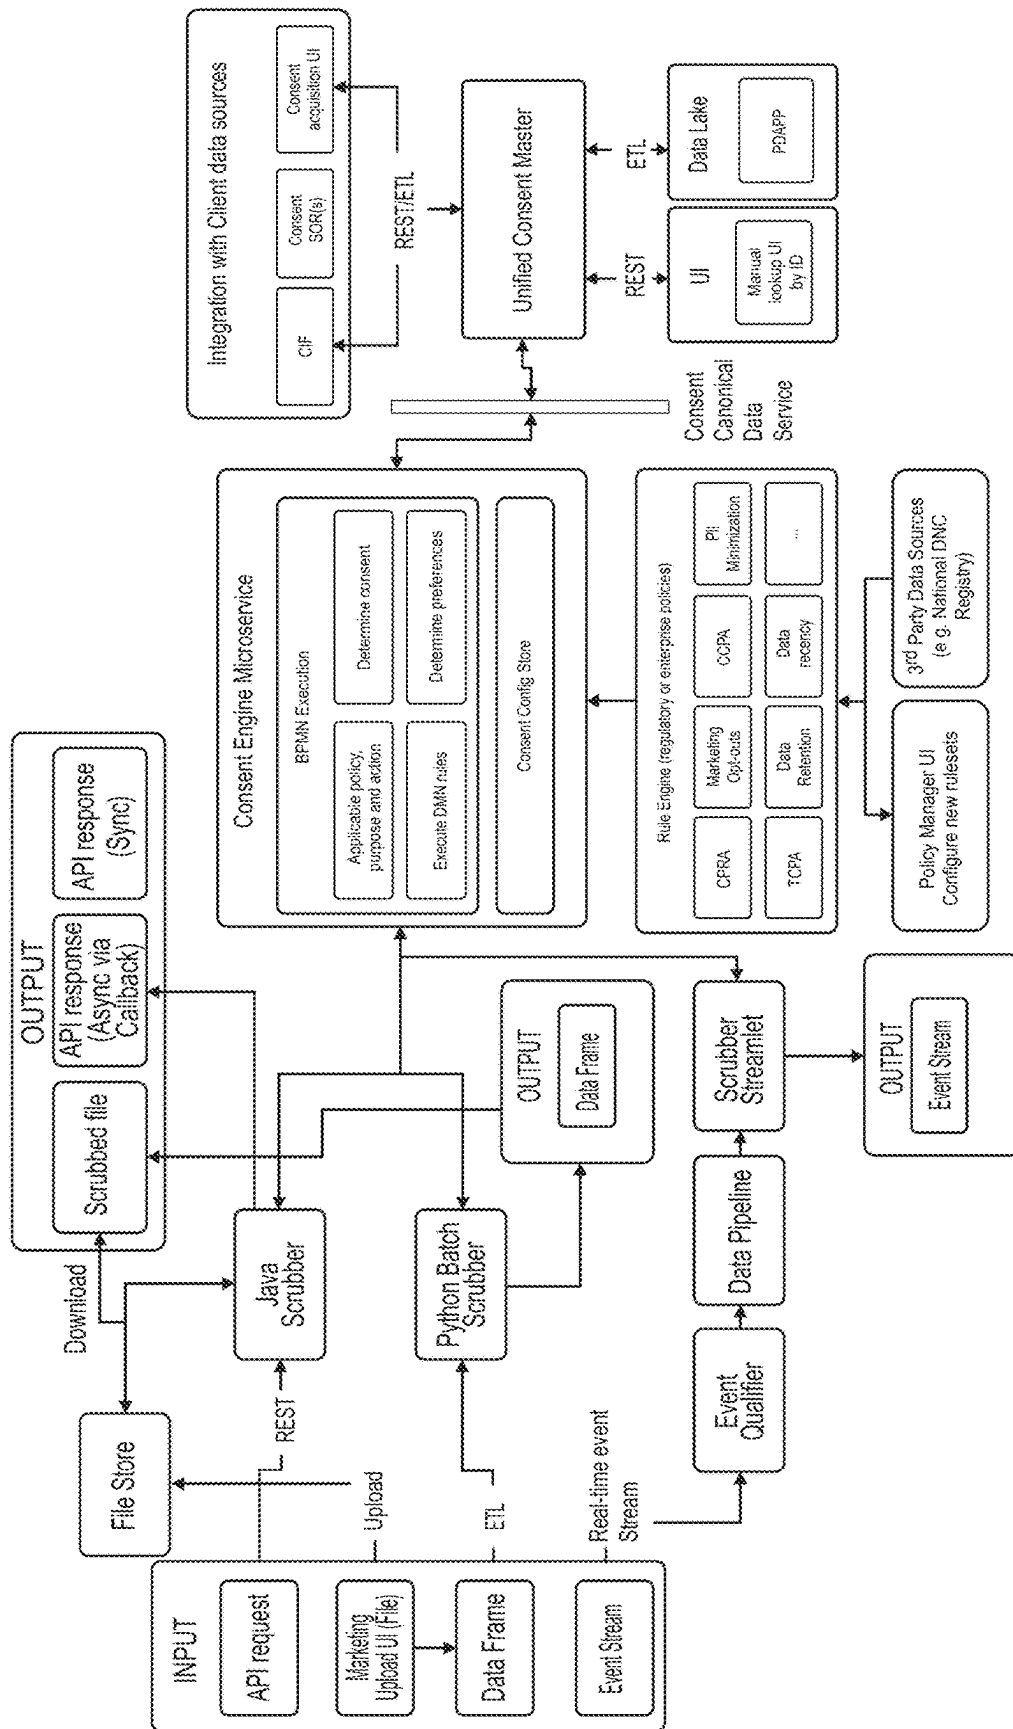 INPUT
API request
Marketing
Upload UI (File)
Data Frame
Event Stream
REST
Upload
ETL
Real-time event
Stream
File Store
Download
Java
Scrubber
Python Batch
Scrubber
Event
Qualifier
Data Pipeline
Scrubber
Streamlet
OUTPUT
Scrubbed file
API response
(Async via
Callback)
API response
(Sync)
OUTPUT
Data Frame
OUTPUT
Event Stream
Consent Engine Microservice
BPMN Execution
Applicable policy,
purpose and action
Determine consent
Execute DMN rules
Determine preferences
Consent Config Store
Rule Engine (regulatory or enterprise policies)
CPRA
Marketing
Opt-outs
CCPA
PII
Minimization
TCPA
Data
Retention
Data
recency
...
Policy Manager UI
Configure new rulesets
3rd Party Data Sources
(e g. National DNC
Registry)
Consent
Canonical
Data
Service
Integration with Client data sources
CIF
Consent
SOR(s)
Consent
acquisition UI
REST/ETL
Unified Consent Master
REST
ETL
UI
Manual
lookup UI
by ID
Data Lake
PDAPP